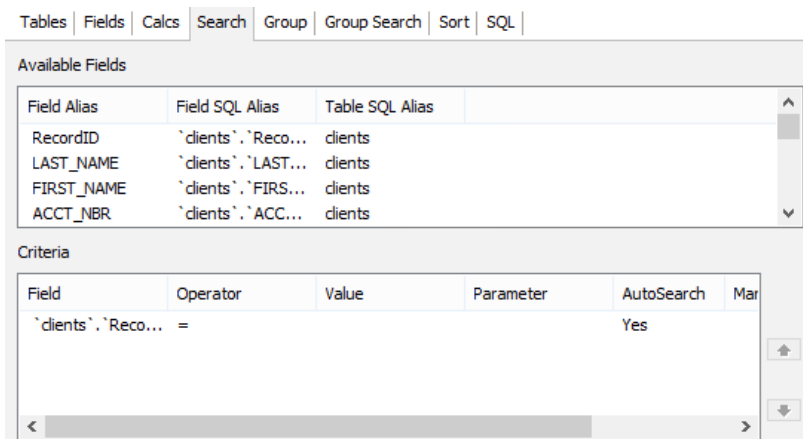 Tables Fields Calcs Search Group Group Search Sort SQL
Available Fields
Field Alias Field SQL Alias Table SQL Alias
RecordID `clients`.`Reco... clients
LAST_NAME `clients`.`LAST... clients
FIRST_NAME `clients`.`FIRS... clients
ACCT_NBR `clients`.`ACC... clients
Criteria
Field Operator Value Parameter AutoSearch Mar
`clients`.`Reco... = Yes